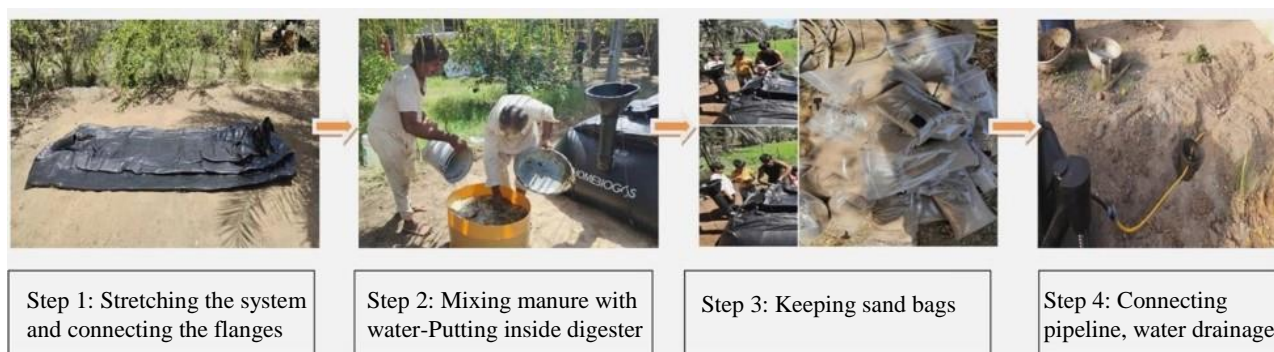 HOMEBIOGAS
Step 1: Stretching the system
and connecting the flanges
Step 2: Mixing manure with
water-Putting inside digester
Step 3: Keeping sand bags
Step 4: Connecting
pipeline, water drainage